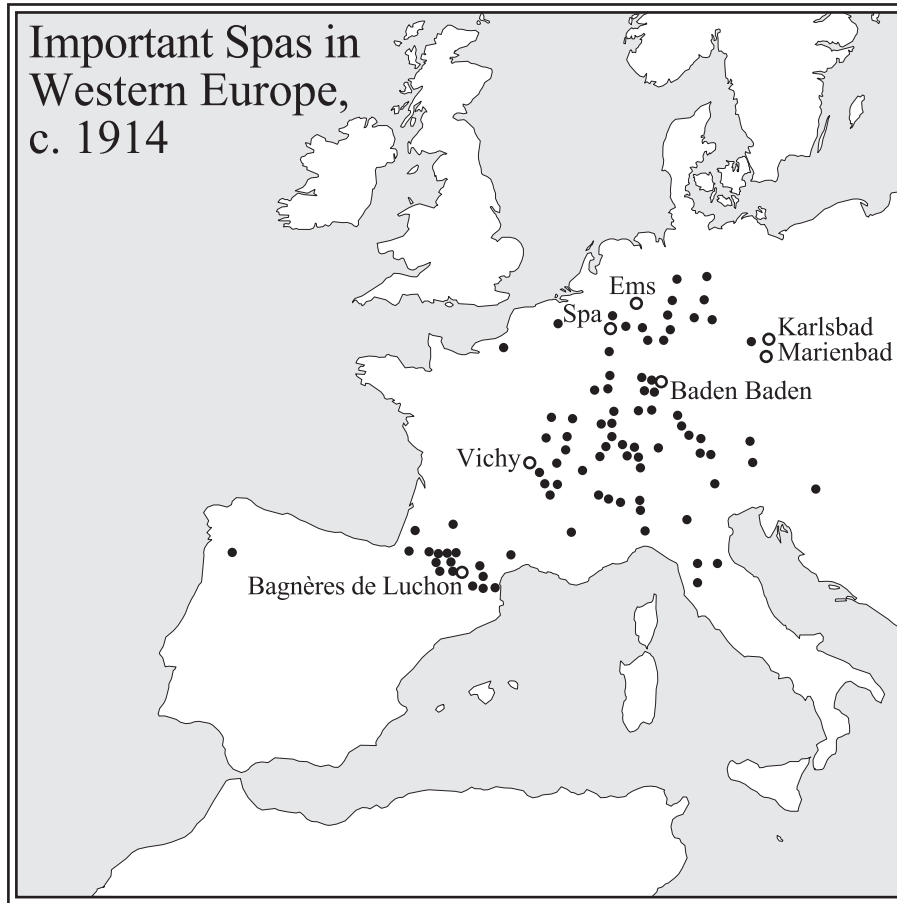 Important Spas in
Western Europe,
c. 1914
Ems
Spa
Karlsbad
Marienbad
Baden Baden
Vichy
Bagnères de Luchon